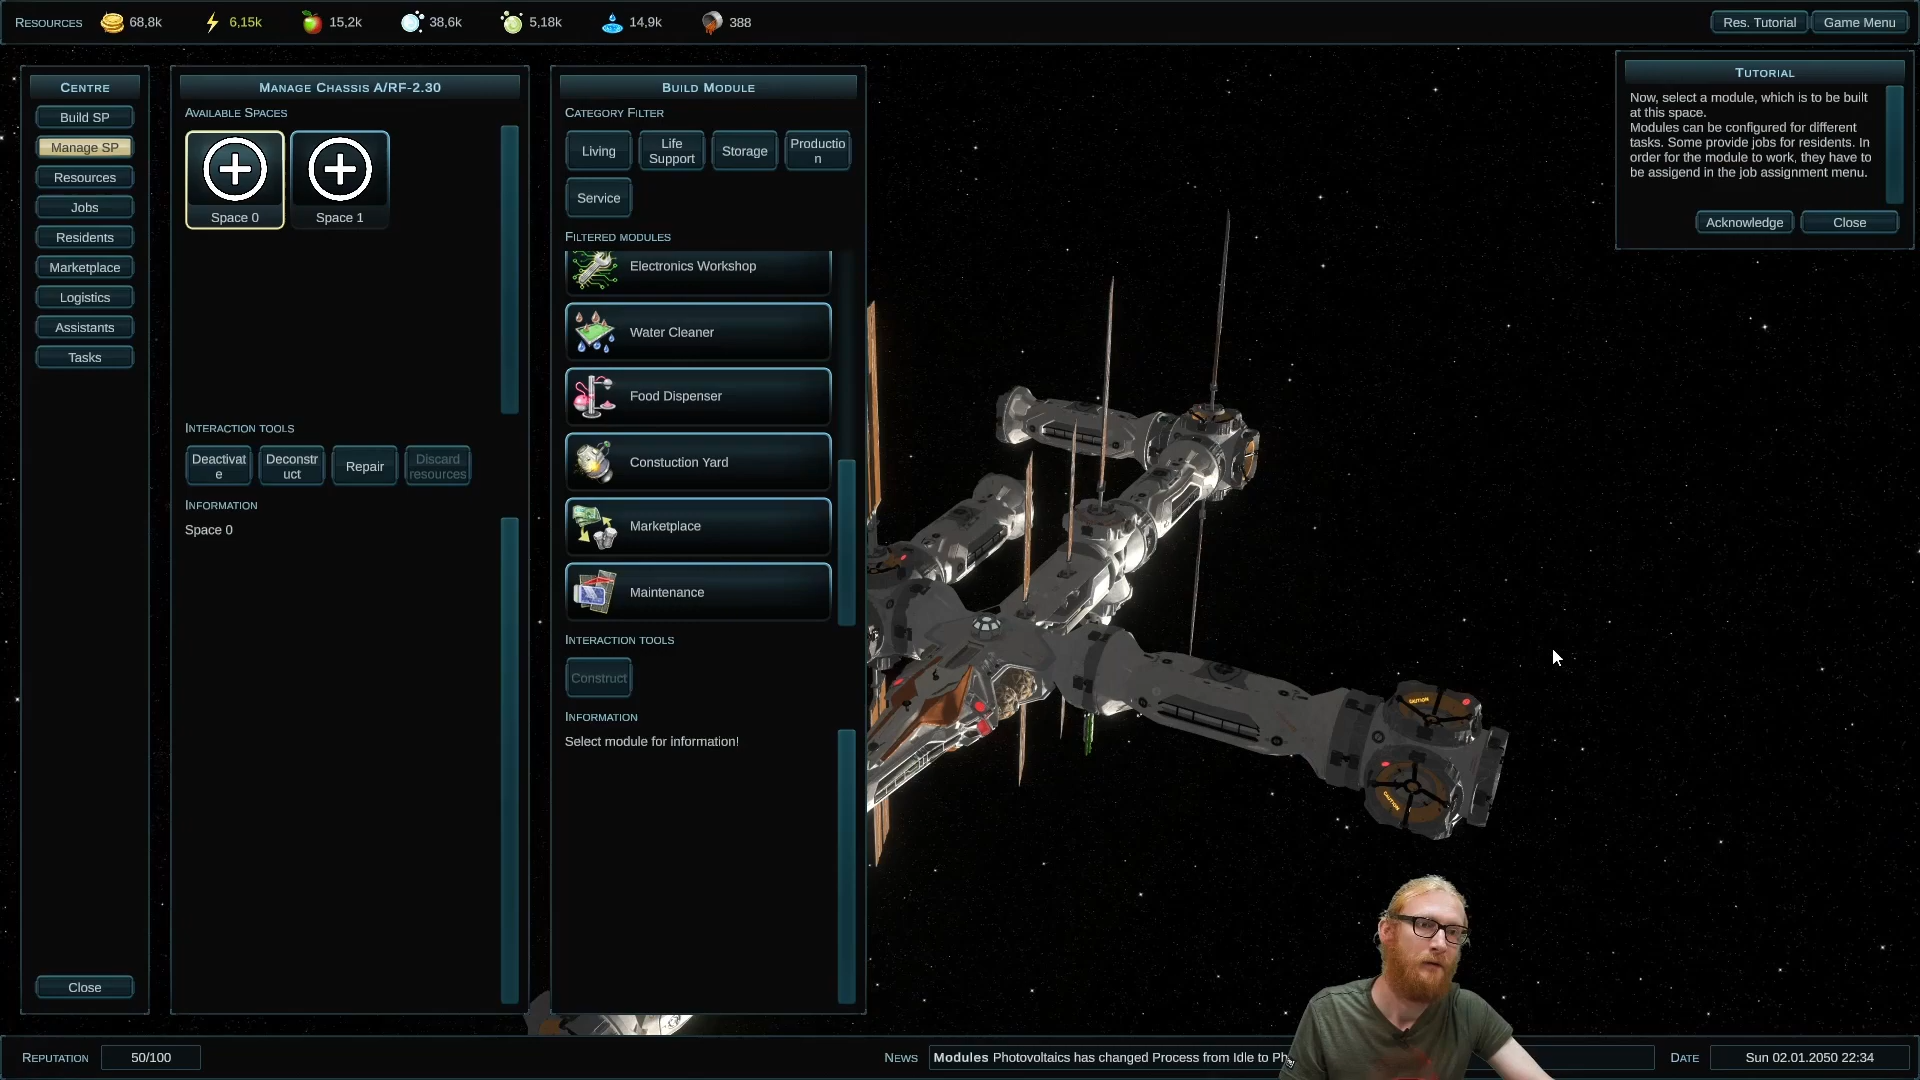 Resources 68,8k 6,15k 15,2k 38,6k 5,18k 14,9k 388 Res. Tutorial Game Menu
Centre
Build SP
Manage SP
Resources
Jobs
Residents
Marketplace
Logistics
Assistants
Tasks
Close
Manage Chassis A/RF-2.30
Available Spaces
Space 0 Space 1
Interaction tools
Deactivat
e
Deconstr
uct
Repair
Discard
resources
Information
Space 0
Build Module
Category Filter
Living
Life
Support
Storage
Productio
n
Service
Filtered modules
Electronics Workshop
Water Cleaner
Food Dispenser
Constuction Yard
Marketplace
Maintenance
Interaction tools
Construct
Information
Select module for information!
Tutorial
Now, select a module, which is to be built
at this space.
Modules can be configured for different
tasks. Some provide jobs for residents. In
order for the module to work, they have to
be assigend in the job assignment menu.
Acknowledge Close
CAUTION
CAUTION
Reputation 50/100 News Modules Photovoltaics has changed Process from Idle to Date Sun 02.01.2050 22:34